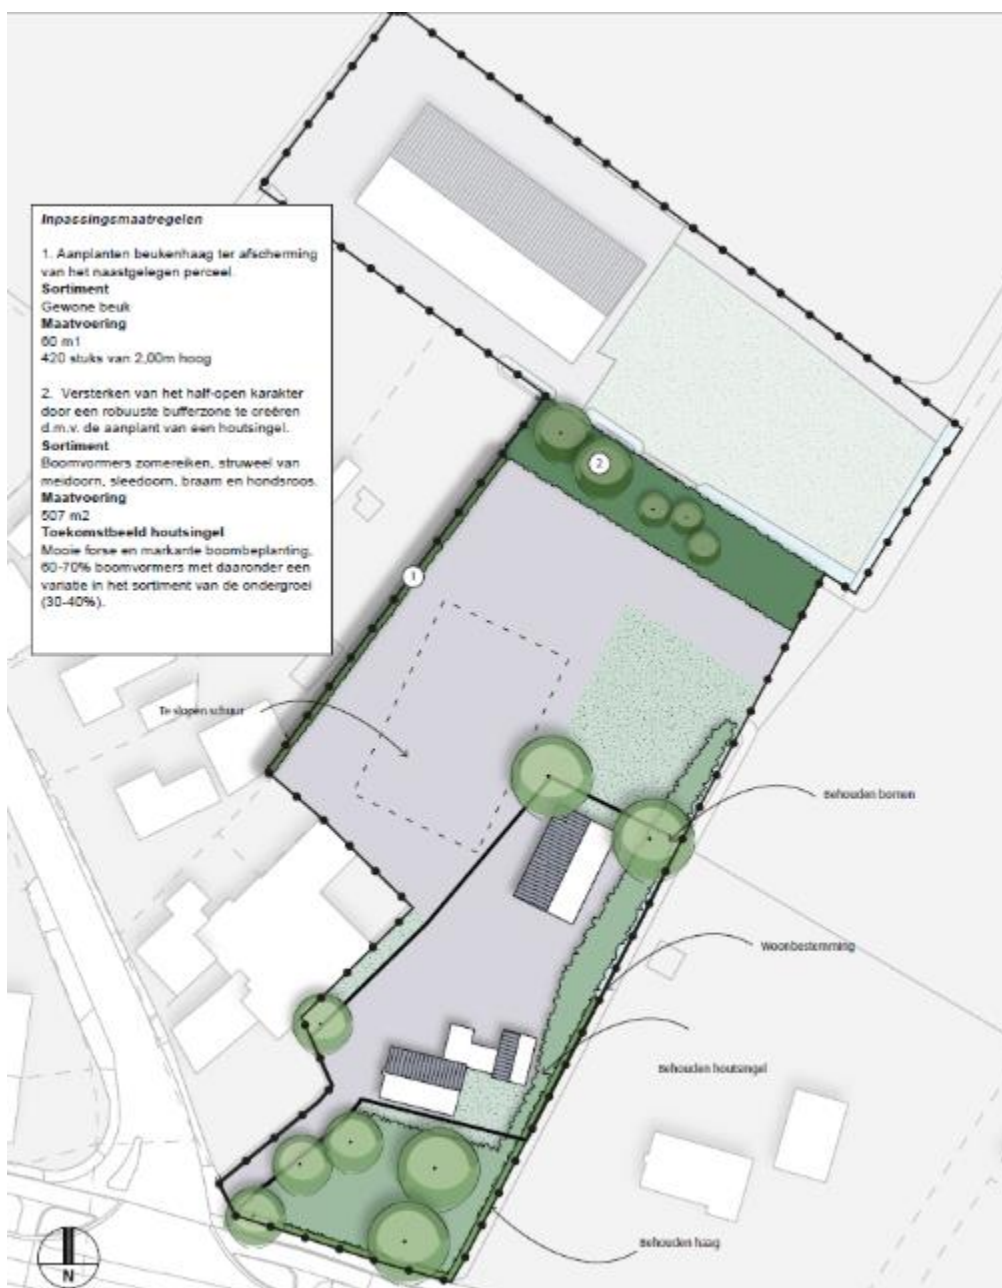 Inpassingsmaatregelen
1. Aanplanten beukenhaag ter afscherming
van het naastgelegen perceel.
Sortiment
Gewone beuk
Maatvoering
60 m1
420 stuks van 2,00m hoog
2. Versterken van het half-open karakter
door een robuuste bufferzone te creëren
d.m.v. de aanplant van een houtsingel.
Sortiment
Boomvormers zomereiken, struweel van
meidoorn, sleedoorn, braam en hondsroos.
Maatvoering
507 m2
Toekomstbeeld houtsingel
Mooie forse en markante boombeplanting,
60-70% boomvormers met daaronder een
variatie in het sortiment van de ondergroei
(30-40%).
2
1
Te slopen schuur
Behouden bomen
Woonbestemming
Behouden houtsingel
Behouden haag
N